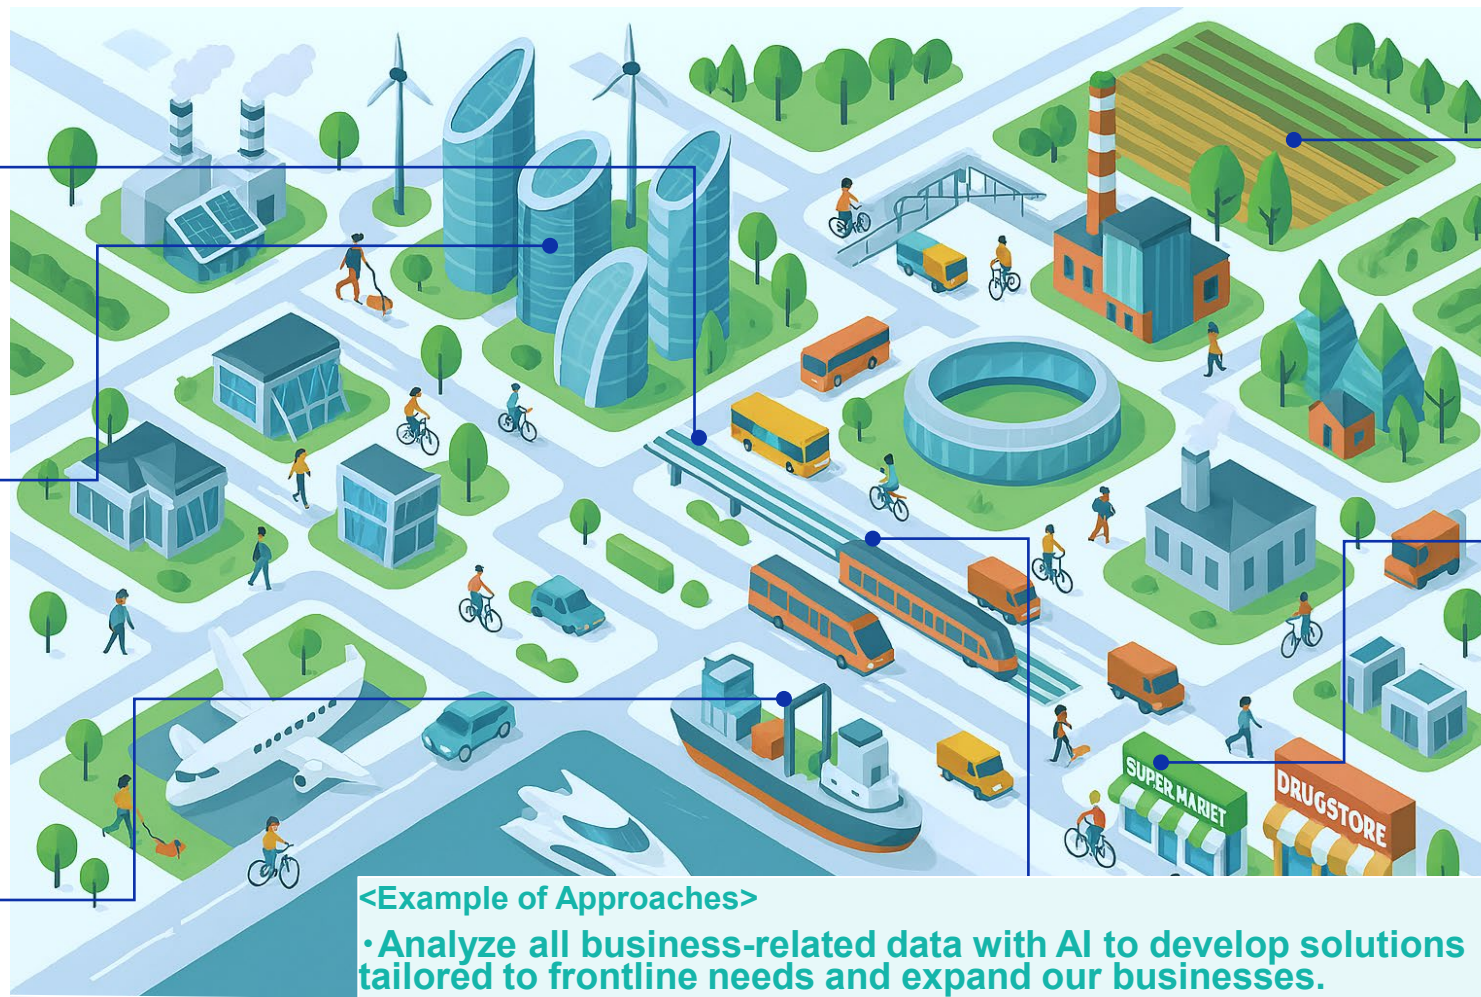 SUPER MARIET
DRUGSTORE
<Example of Approaches>
・Analyze all business-related data with AI to develop solutions
tailored to frontline needs and expand our businesses.